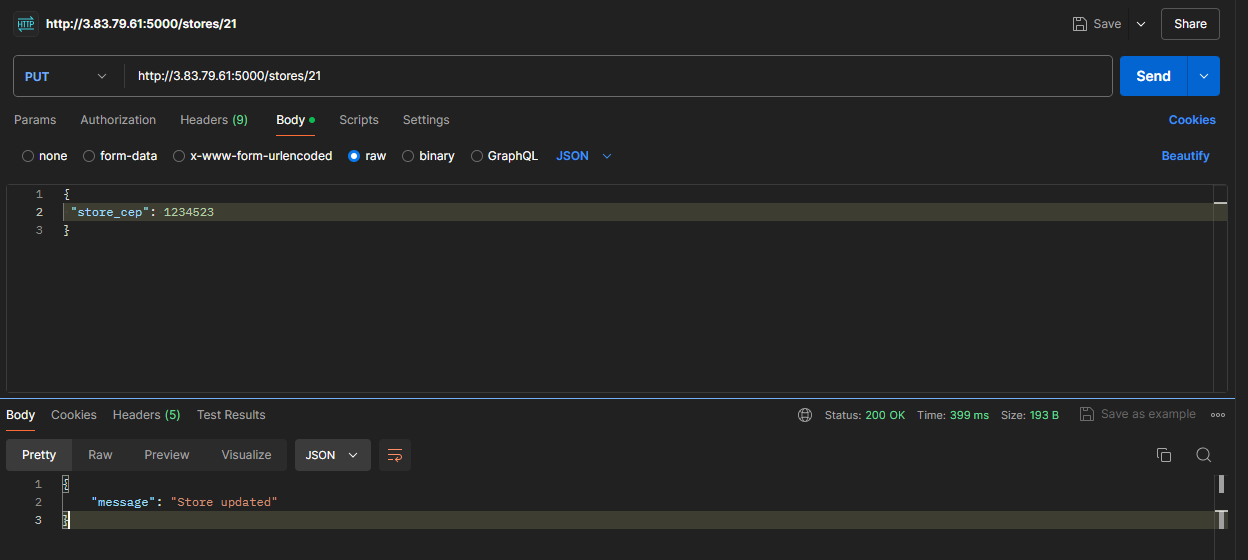 HTTP http://3.83.79.61:5000/stores/21 Save Share
PUT http://3.83.79.61:5000/stores/21 Send
Params Authorization Headers (9) Body Scripts Settings Cookies
none form-data x-www-form-urlencoded raw binary GraphQL JSON Beautify
1 {
2 "store_cep": 1234523
3 }
Body Cookies Headers (5) Test Results Status: 200 OK Time: 399 ms Size: 193 B Save as example
Pretty Raw Preview Visualize JSON
1 {
2 "message": "Store updated"
3 }